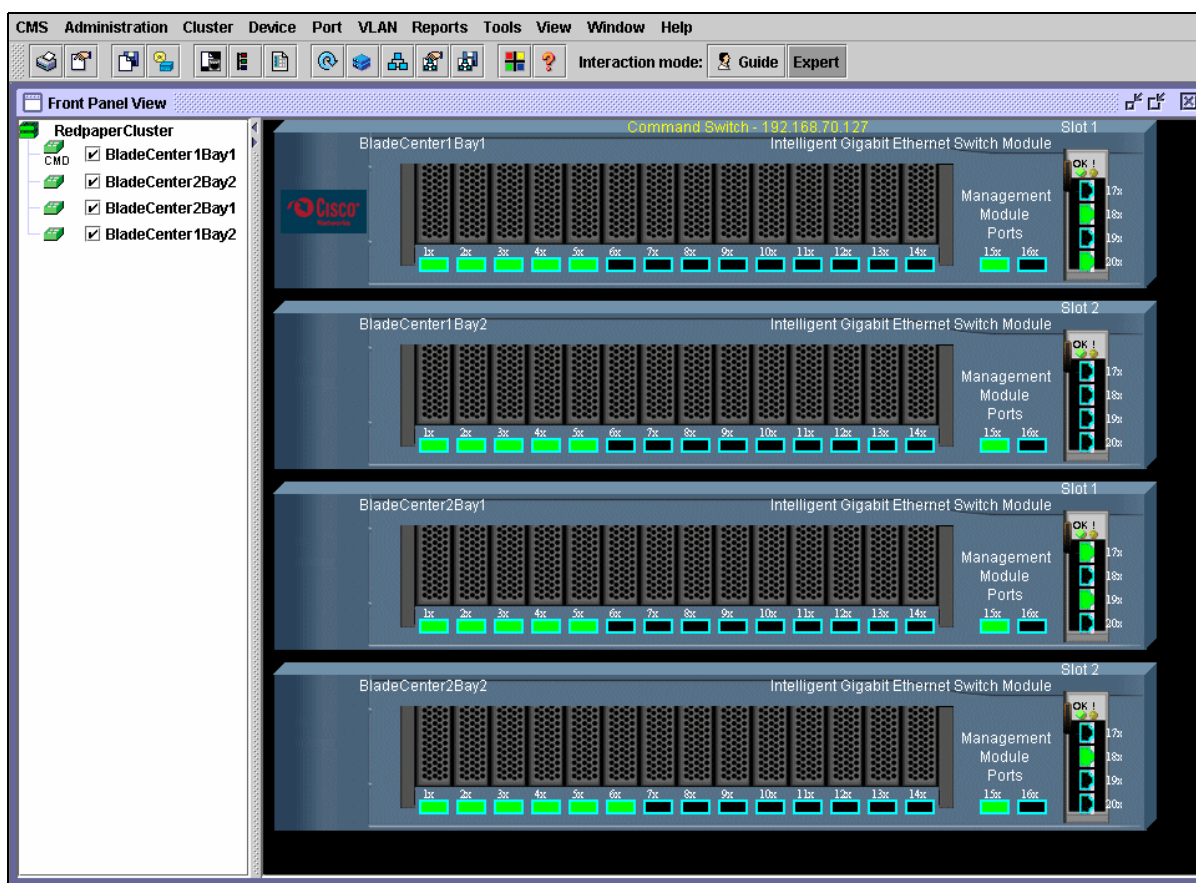 CMS Administration Cluster Device Port VLAN Reports Tools View Window Help
Interaction mode: Guide Expert
Front Panel View
RedpaperCluster
CMD BladeCenter1Bay1
BladeCenter2Bay2
BladeCenter2Bay1
BladeCenter1Bay2
Command Switch - 192.168.70.127 Slot 1
BladeCenter1Bay1 Intelligent Gigabit Ethernet Switch Module
CISCO
OK !
Management
Module
Ports
17x
18x
19x
20x
1x 2x 3x 4x 5x 6x 7x 8x 9x 10x 11x 12x 13x 14x 15x 16x
Slot 2
BladeCenter1Bay2 Intelligent Gigabit Ethernet Switch Module
OK !
Management
Module
Ports
17x
18x
19x
20x
1x 2x 3x 4x 5x 6x 7x 8x 9x 10x 11x 12x 13x 14x 15x 16x
Slot 1
BladeCenter2Bay1 Intelligent Gigabit Ethernet Switch Module
OK !
Management
Module
Ports
17x
18x
19x
20x
1x 2x 3x 4x 5x 6x 7x 8x 9x 10x 11x 12x 13x 14x 15x 16x
Slot 2
BladeCenter2Bay2 Intelligent Gigabit Ethernet Switch Module
OK !
Management
Module
Ports
17x
18x
19x
20x
1x 2x 3x 4x 5x 6x 7x 8x 9x 10x 11x 12x 13x 14x 15x 16x